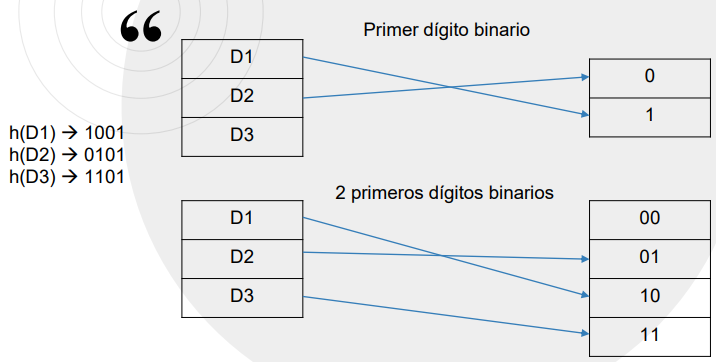 “
Primer dígito binario
D1
D2
D3
0
1
h(D1) → 1001
h(D2) → 0101
h(D3) → 1101
2 primeros dígitos binarios
D1
D2
D3
00
01
10
11